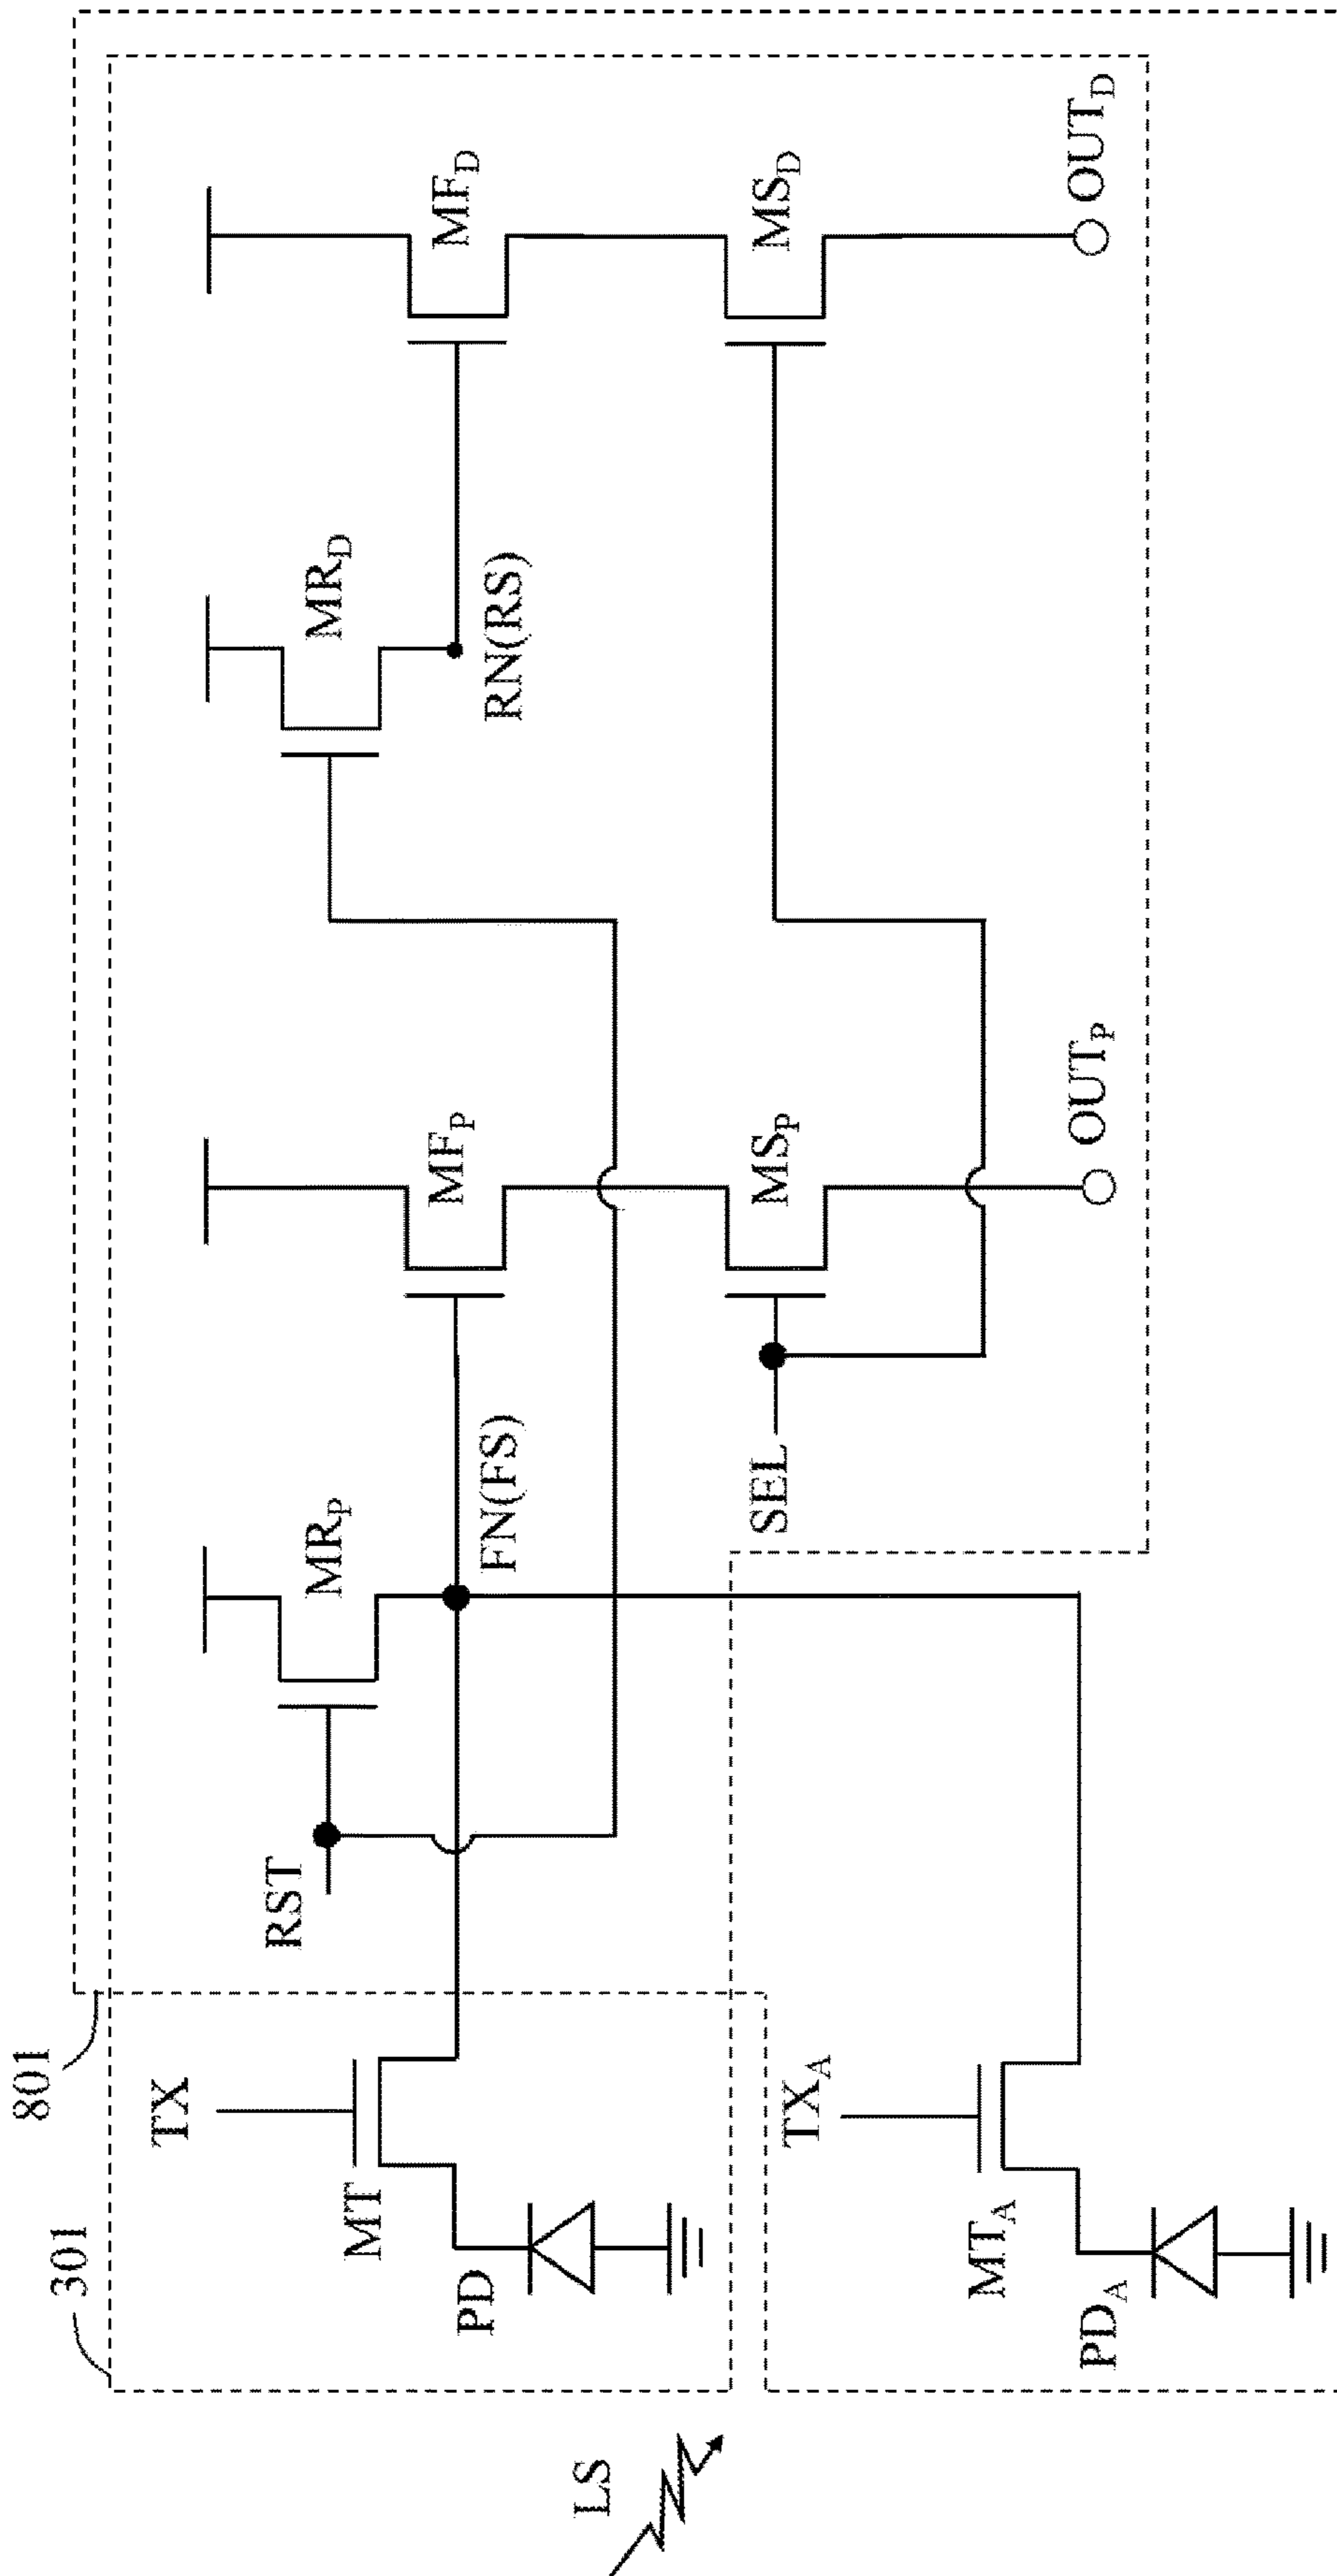 301
801
LS
TX
MT
PD
RST
MR_P
FN(FS)
MF_P
SEL
MS_P
OUT_P
MR_D
RN(RS)
MF_D
MS_D
OUT_D
TX_A
MT_A
PD_A